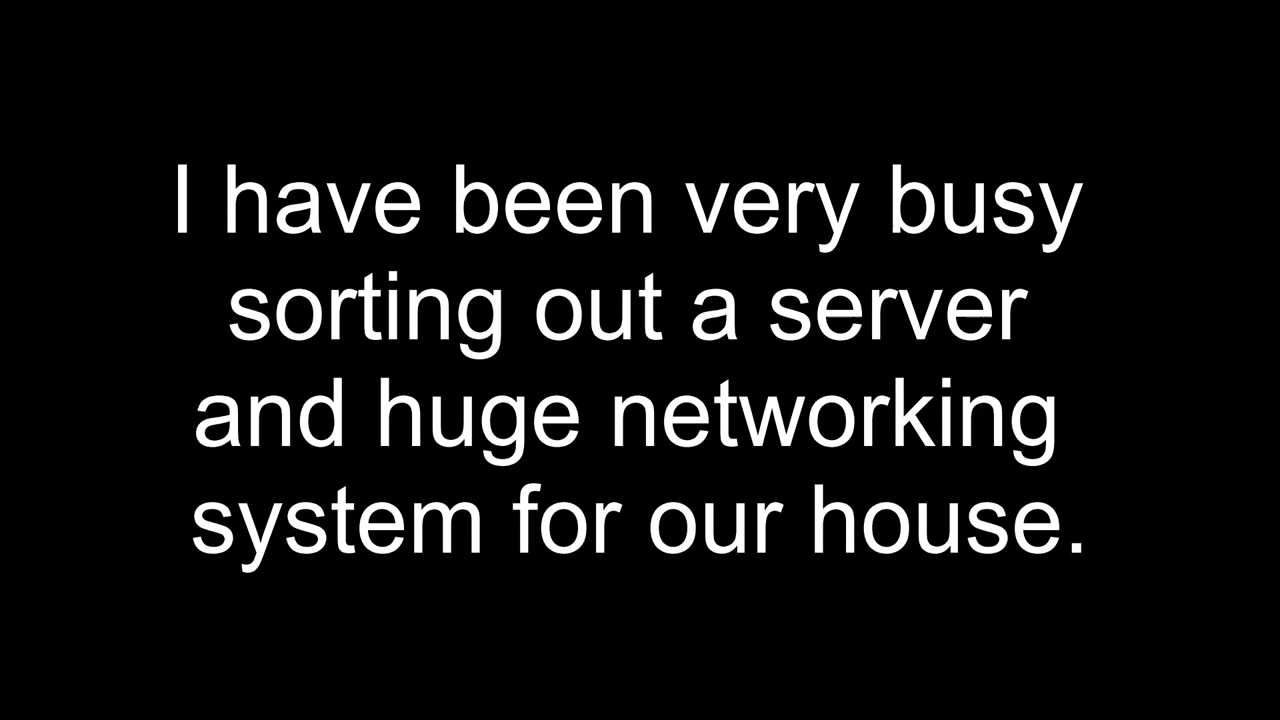 I have been very busy
sorting out a server
and huge networking
system for our house.